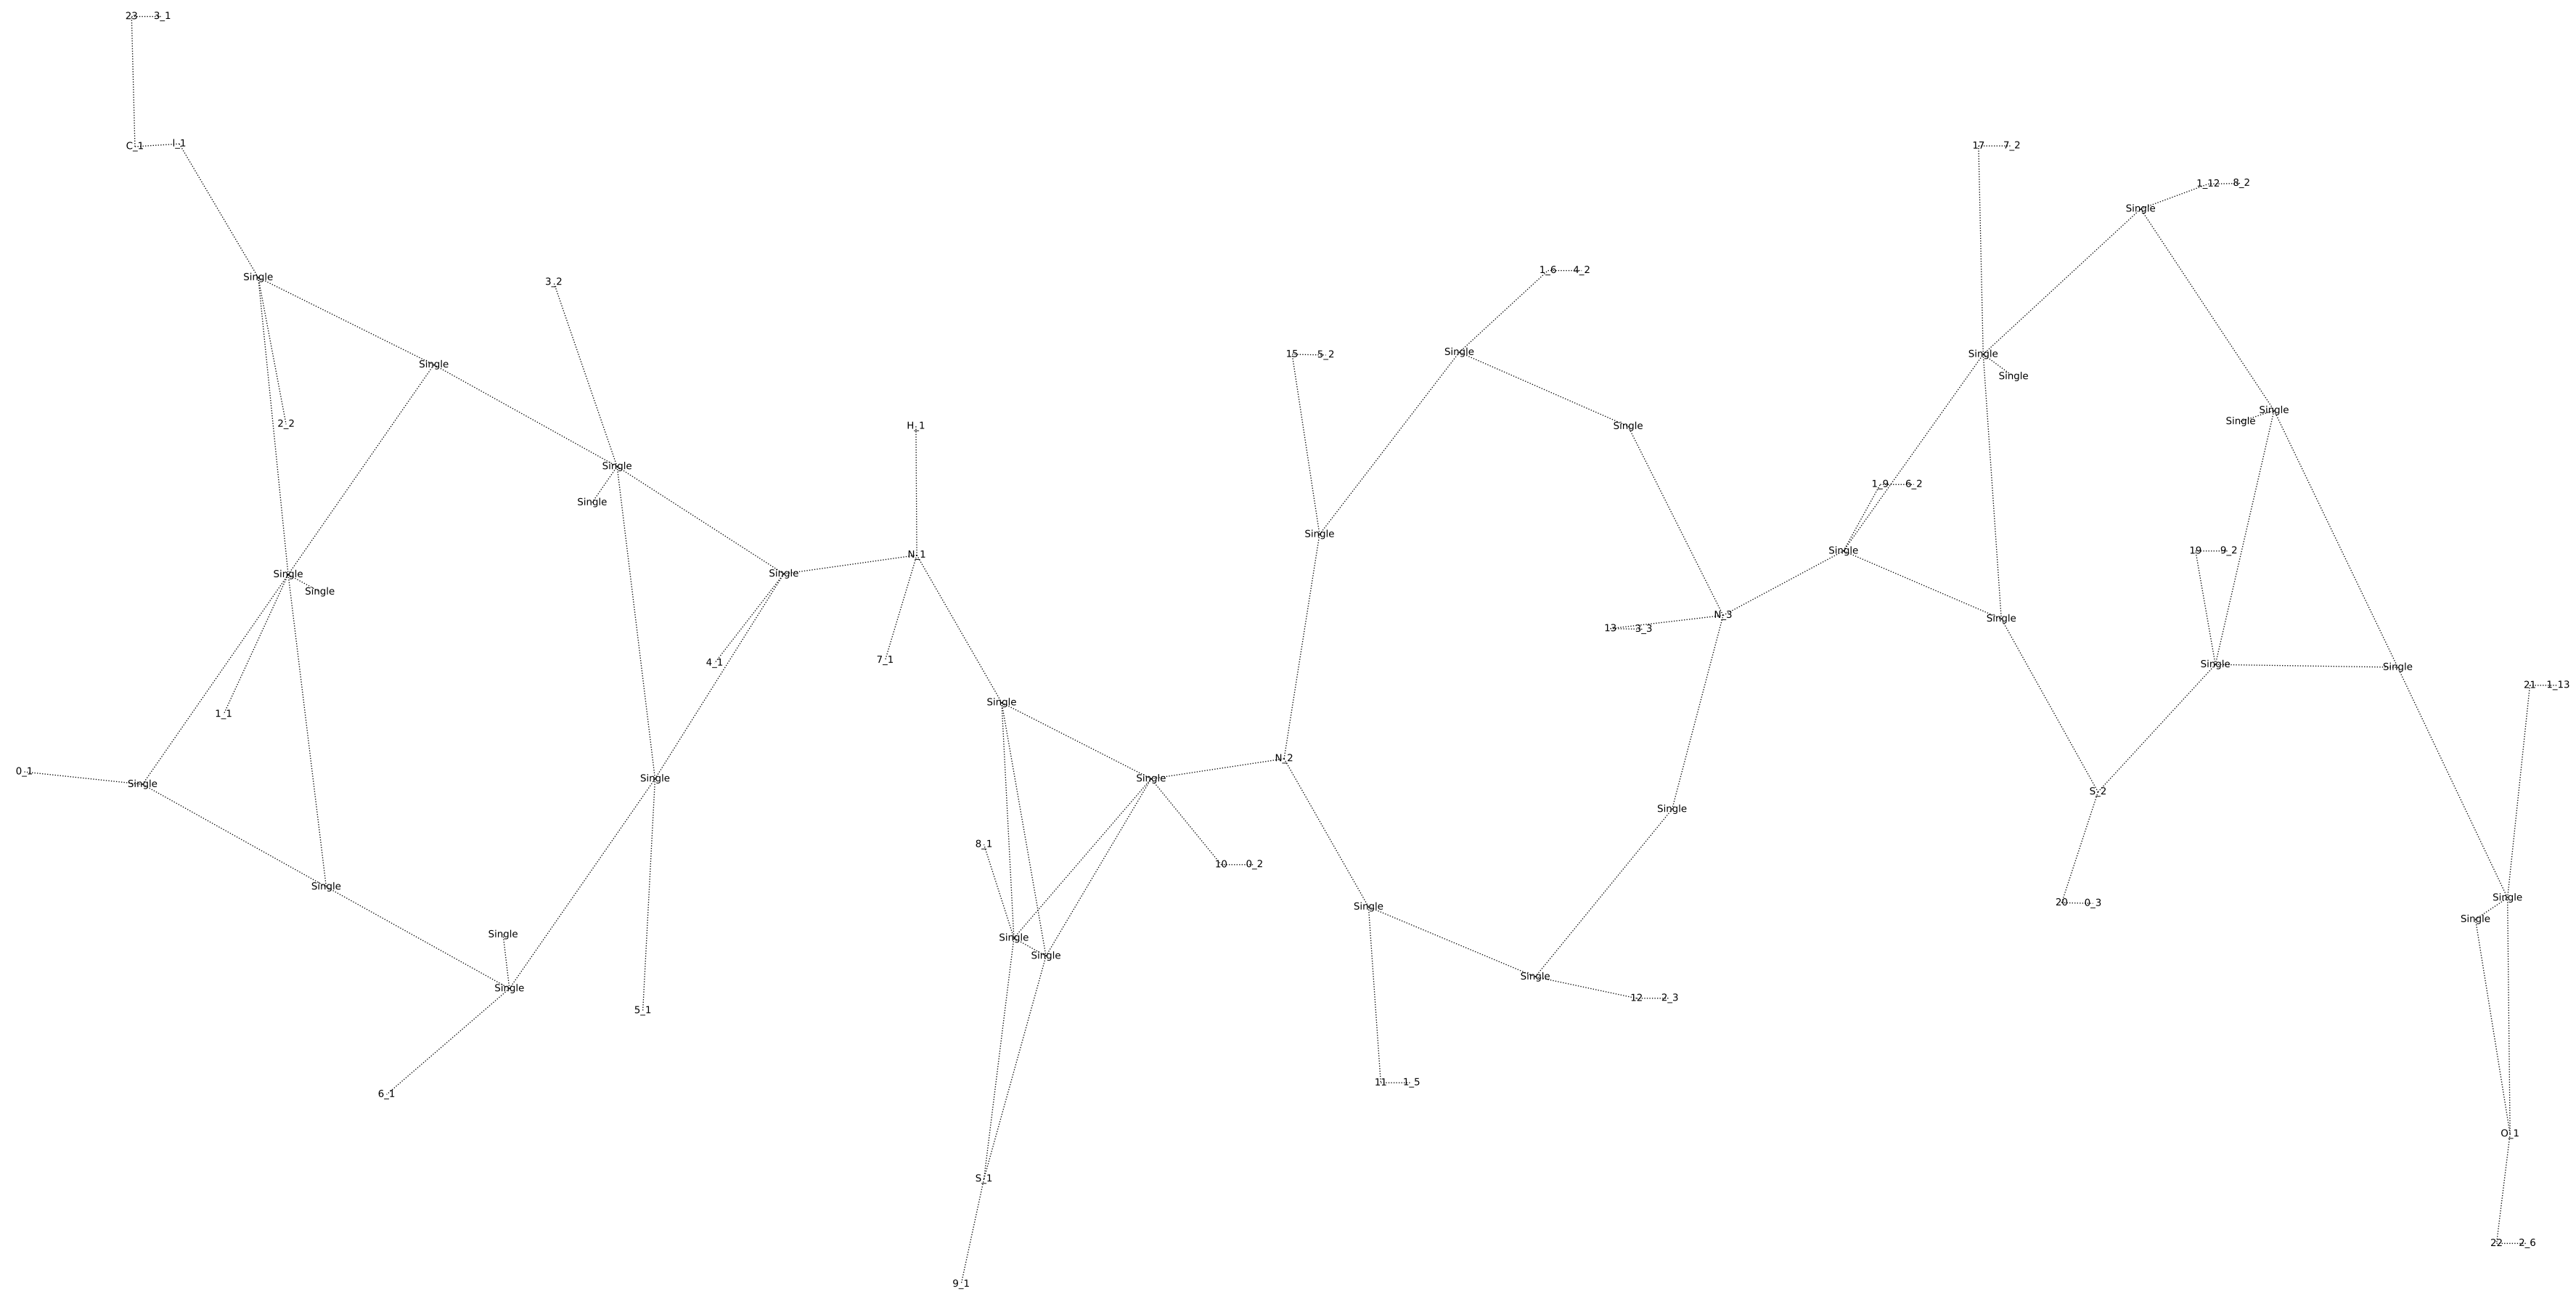 23 3_1
C_1 I_1
17 7_2
1_12 8_2
Single
1_6 4_2
Single
3_2
Single
15 5_2
Single
Single
Single
Single
Single
Single
2_2
H_1
Single
Single
1_9 6_2
Single
Single
19 9_2
Single
N_1
Single
Single
Single
N_3
Single
13 3_3
4_1
7_1
Single
Single
21 1_13
Single
1_1
N_2
0_1
Single
Single
Single
S_2
Single
8_1
10 0_2
Single
Single
20 0_3
Single
Single
Single
Single
Single
Single
Single
12 2_3
5_1
11 1_5
6_1
O_1
S_1
22 2_6
9_1